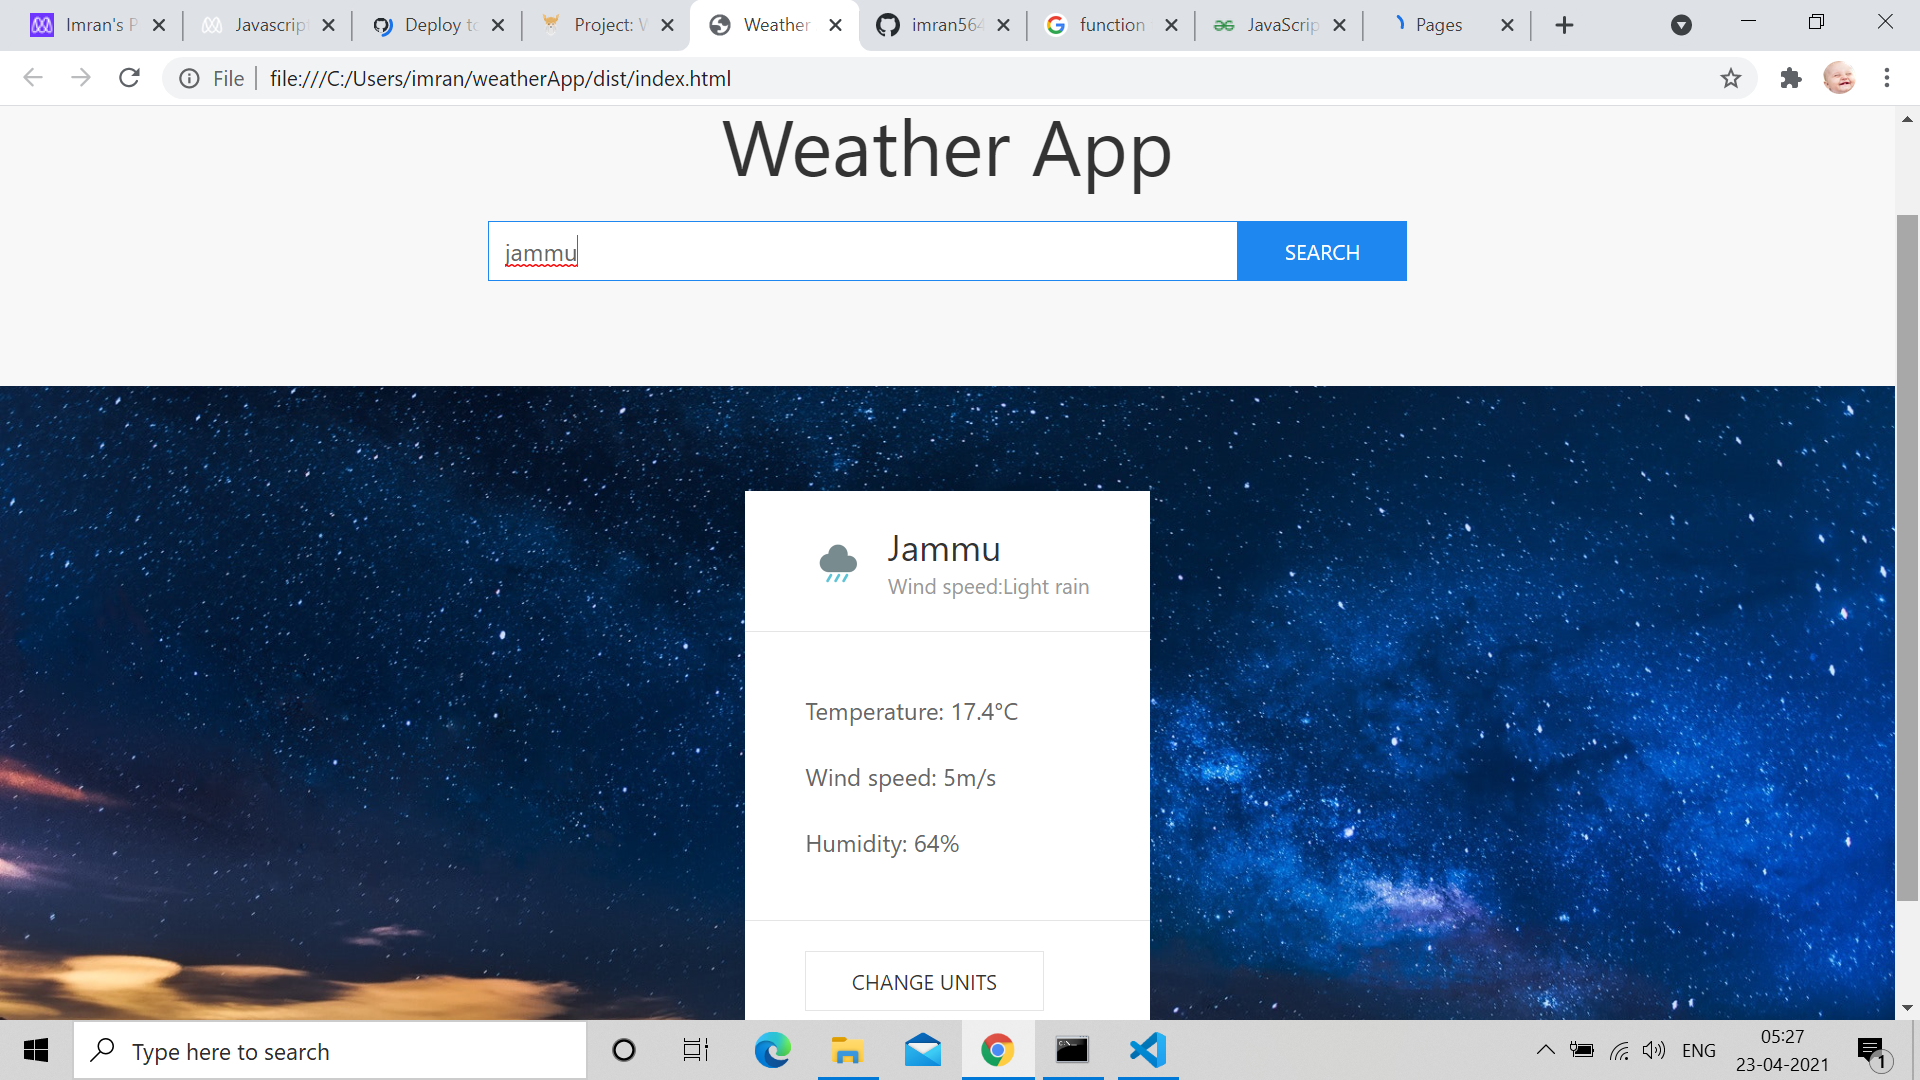 Imran's P
Javascrip
Deploy to
Project: W
Weather
imran564
function
JavaScrip
Pages
File
file:///C:/Users/imran/weatherApp/dist/index.html
Weather App
jammu
SEARCH
Jammu
Wind speed:Light rain
Temperature: 17.4°C
Wind speed: 5m/s
Humidity: 64%
CHANGE UNITS
Type here to search
ENG
05:27
23-04-2021
1